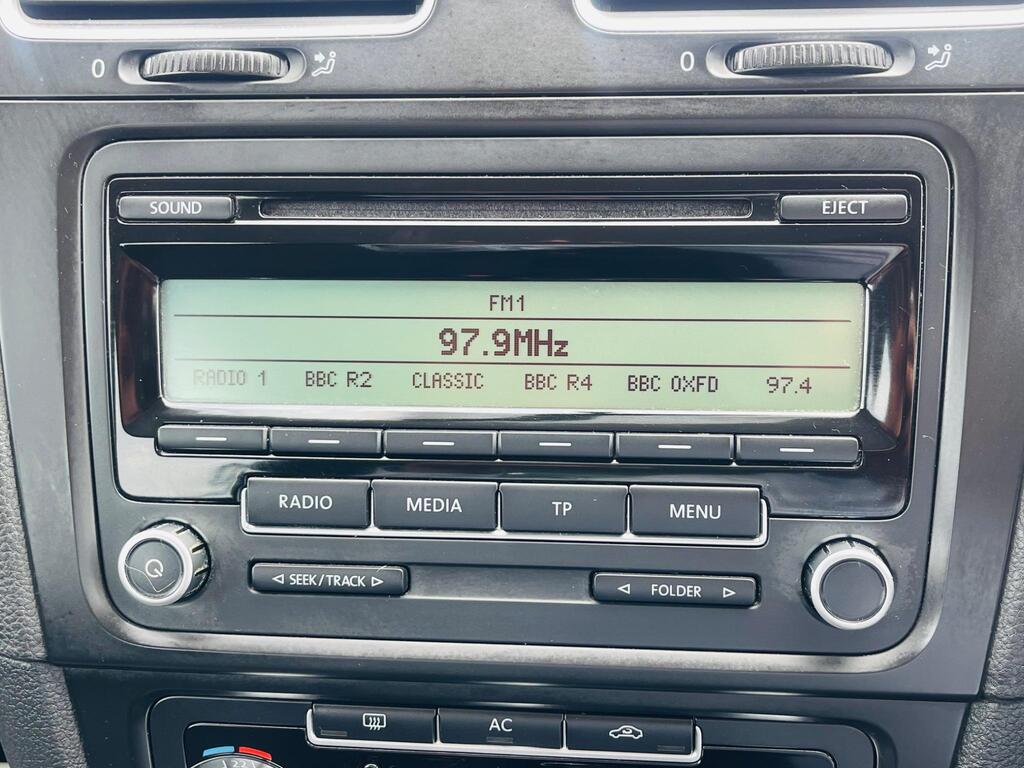 0 0
SOUND EJECT
FM1
97.9MHz
RADIO 1 BBC R2 CLASSIC BBC R4 BBC OXFD 97.4
RADIO MEDIA TP MENU
SEEK/TRACK FOLDER
AC
22